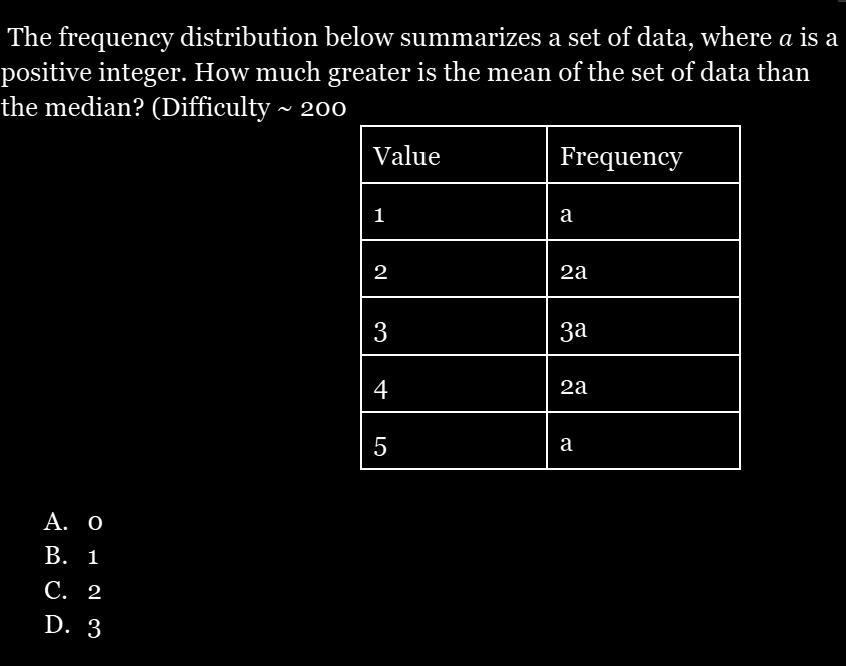 The frequency distribution below summarizes a set of data, where a is a
positive integer. How much greater is the mean of the set of data than
the median? (Difficulty ~ 200
Value Frequency
1 a
2 2a
3 3a
4 2a
5 a
A. 0
B. 1
C. 2
D. 3